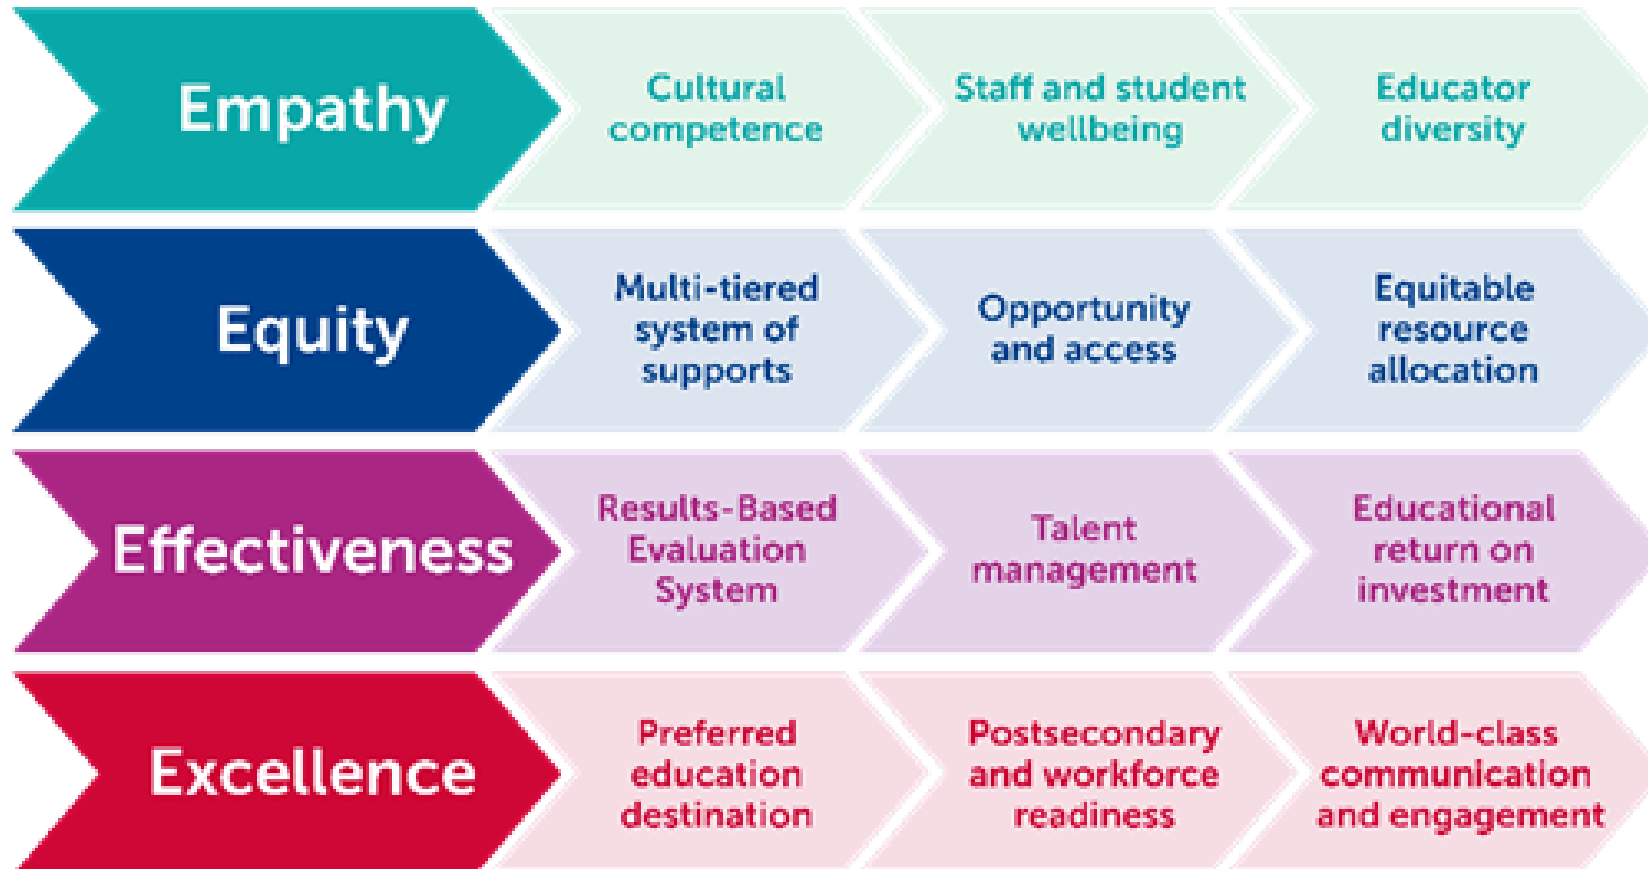 Empathy
Cultural
competence
Staff and student
wellbeing
Educator
diversity
Equity
Multi-tiered
system of
supports
Opportunity
and access
Equitable
resource
allocation
Effectiveness
Results-Based
Evaluation
System
Talent
management
Educational
return on
investment
Excellence
Preferred
education
destination
Postsecondary
and workforce
readiness
World-class
communication
and engagement